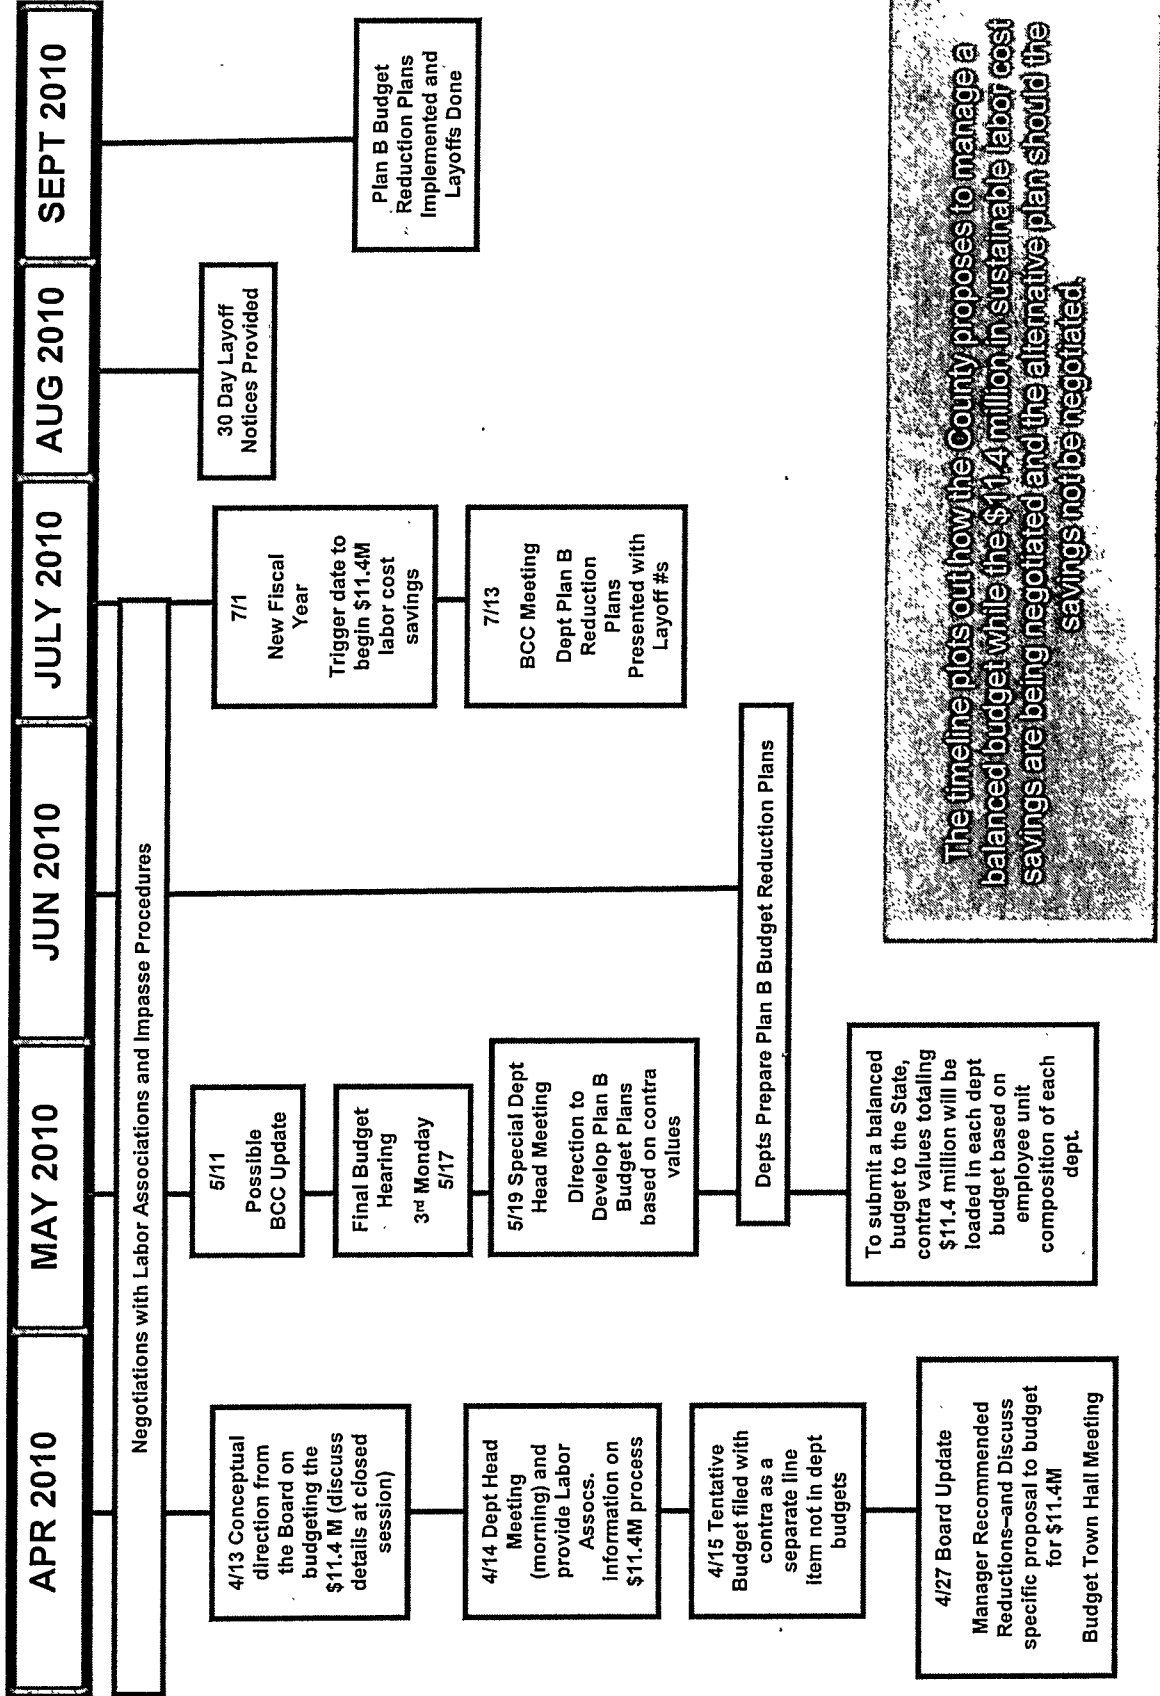 APR 2010
MAY 2010
JUN 2010
JULY 2010
AUG 2010
SEPT 2010
Negotiations with Labor Associations and Impasse Procedures
4/13 Conceptual
direction from
the Board on
budgeting the
$11.4 M (discuss
details at closed
session)
4/14 Dept Head
Meeting
(morning) and
provide Labor
Assocs.
information on
$11.4M process
4/15 Tentative
Budget filed with
contra as a
separate line
item not in dept
budgets
4/27 Board Update
Manager Recommended
Reductions–and Discuss
specific proposal to budget
for $11.4M
Budget Town Hall Meeting
5/11
Possible
BCC Update
Final Budget
Hearing
3rd Monday
5/17
5/19 Special Dept
Head Meeting
Direction to
Develop Plan B
Budget Plans
based on contra
values
Depts Prepare Plan B Budget Reduction Plans
To submit a balanced
budget to the State,
contra values totaling
$11.4 million will be
loaded in each dept
budget based on
employee unit
composition of each
dept.
7/1
New Fiscal
Year
Trigger date to
begin $11.4M
labor cost
savings
7/13
BCC Meeting
Dept Plan B
Reduction
Plans
Presented with
Layoff #s
30 Day Layoff
Notices Provided
Plan B Budget
Reduction Plans
Implemented and
Layoffs Done
The timeline plots out how the County proposes to manage a
balanced budget while the $11.4 million in sustainable labor cost
savings are being negotiated and the alternative plan should the
savings not be negotiated.